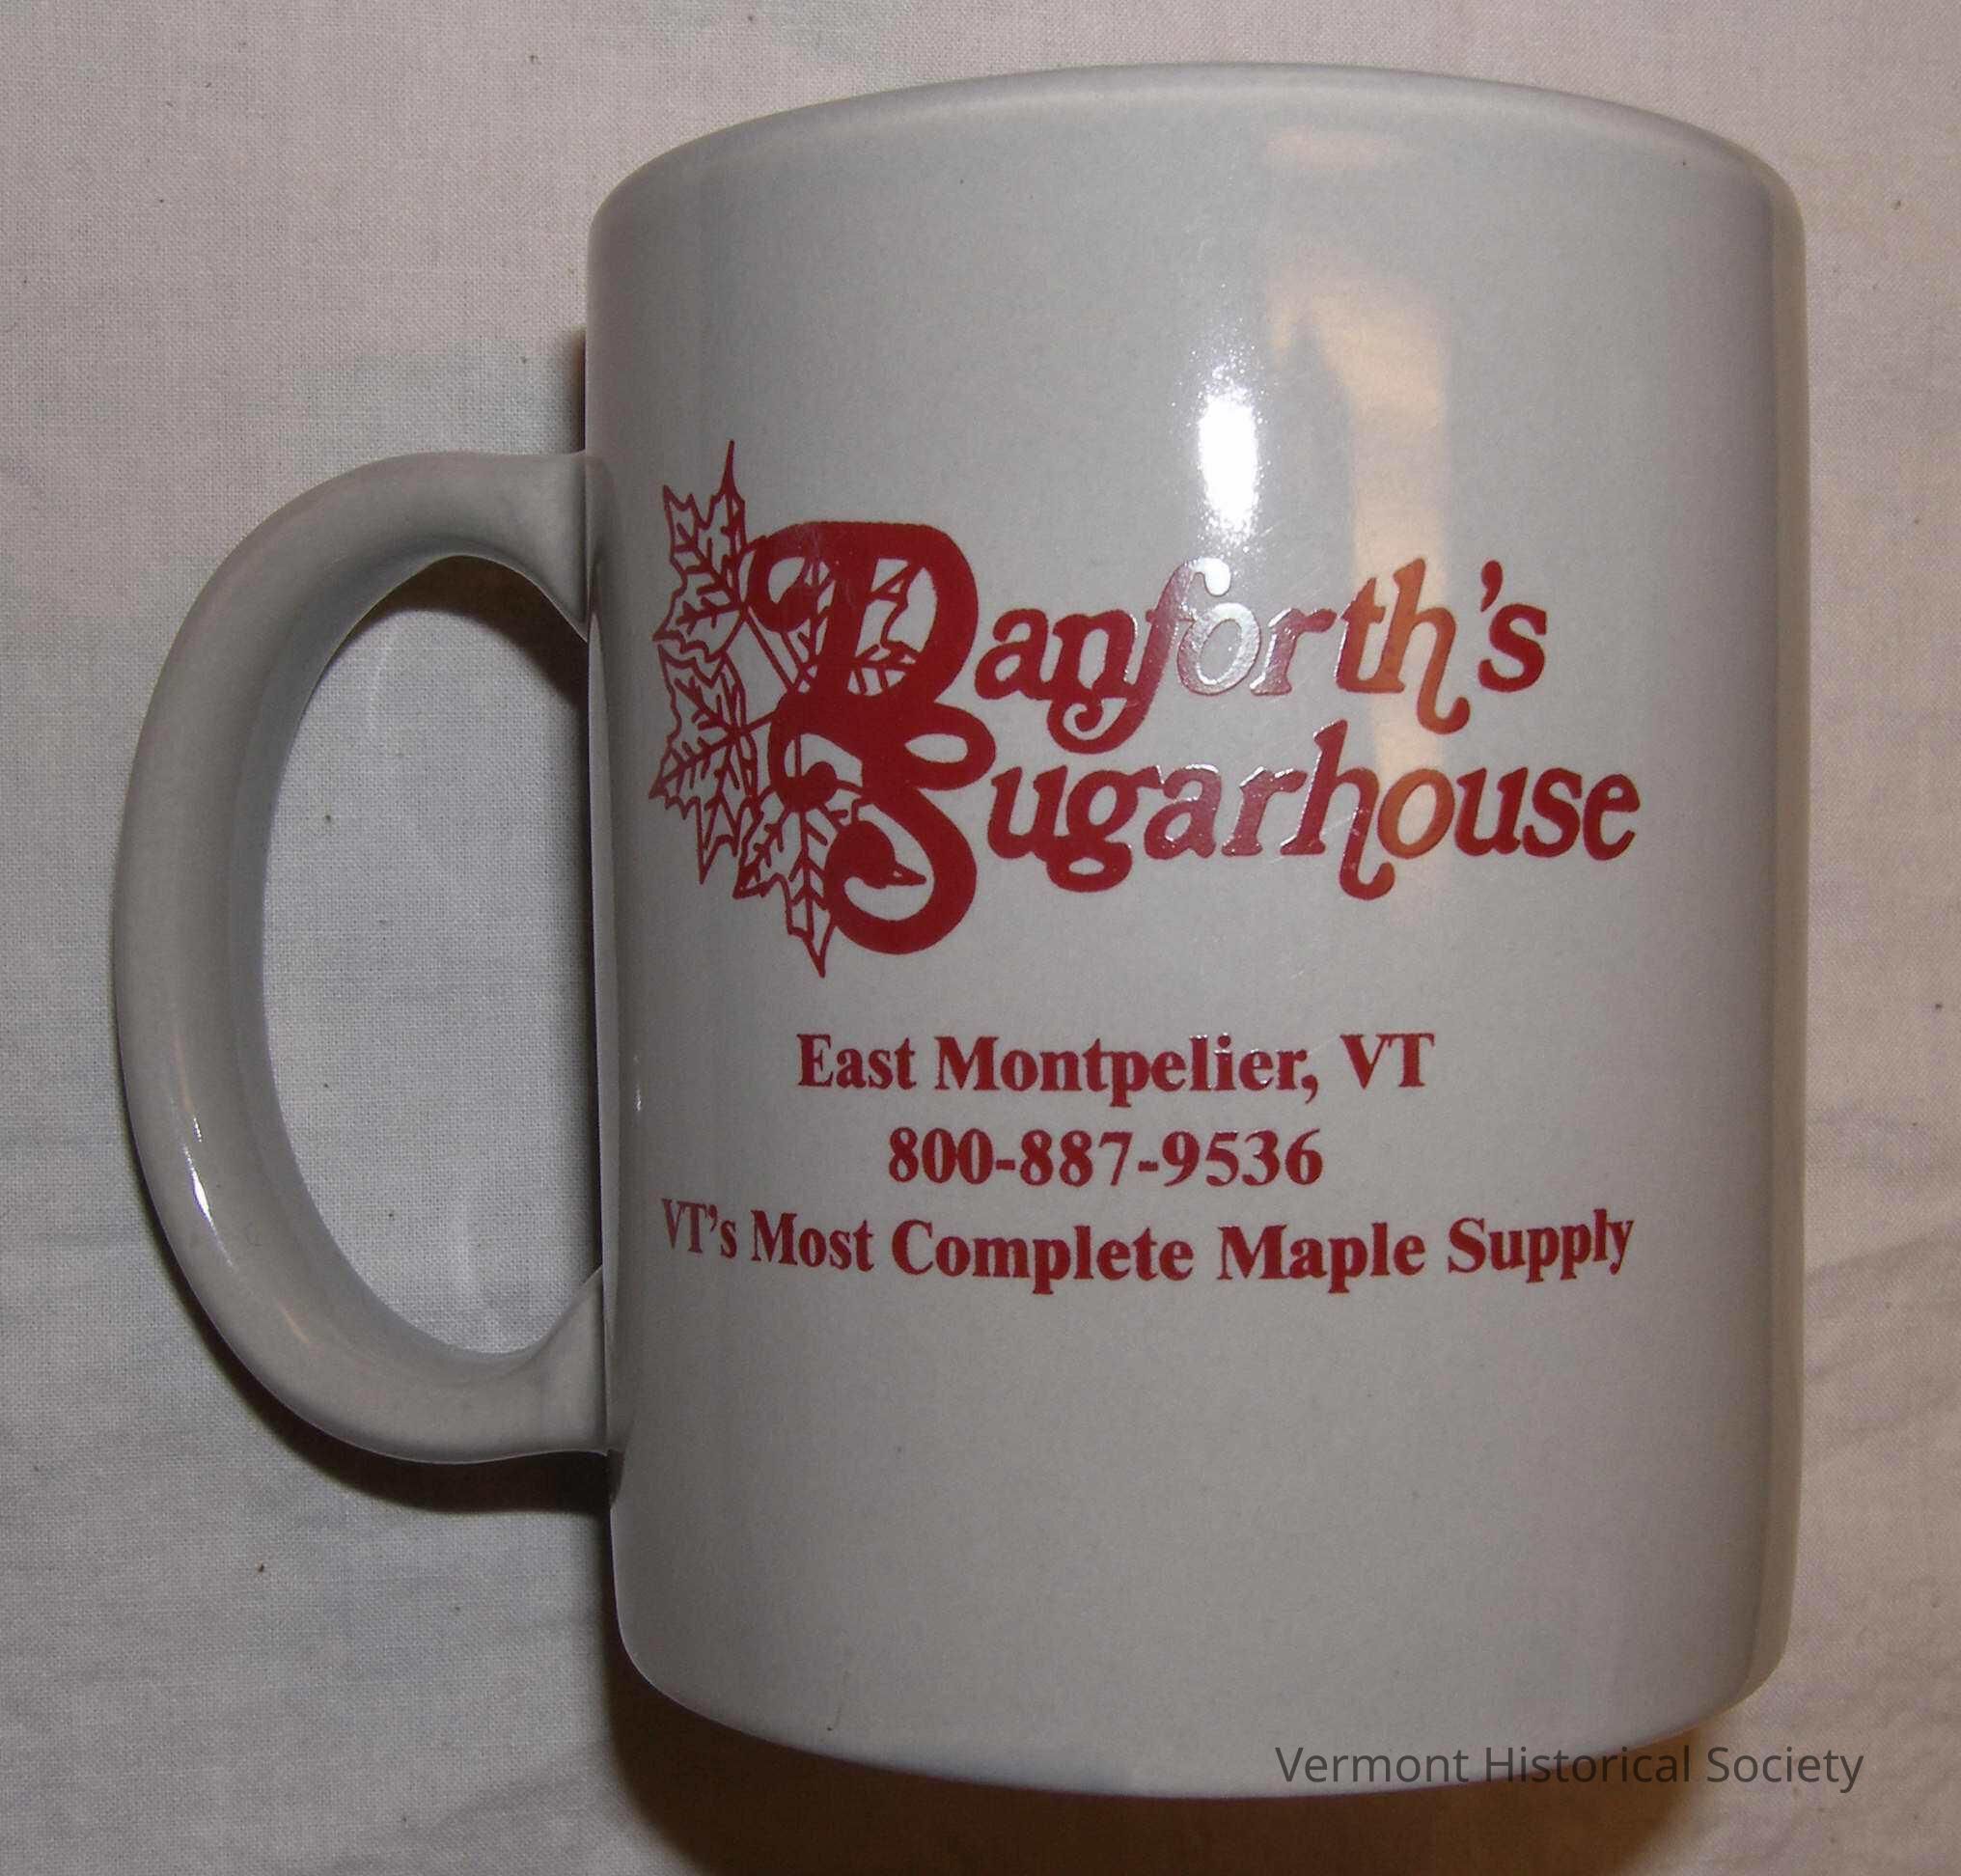 Danforth's
Sugarhouse
East Montpelier, VT
800-887-9536
VT's Most Complete Maple Supply
Vermont Historical Society